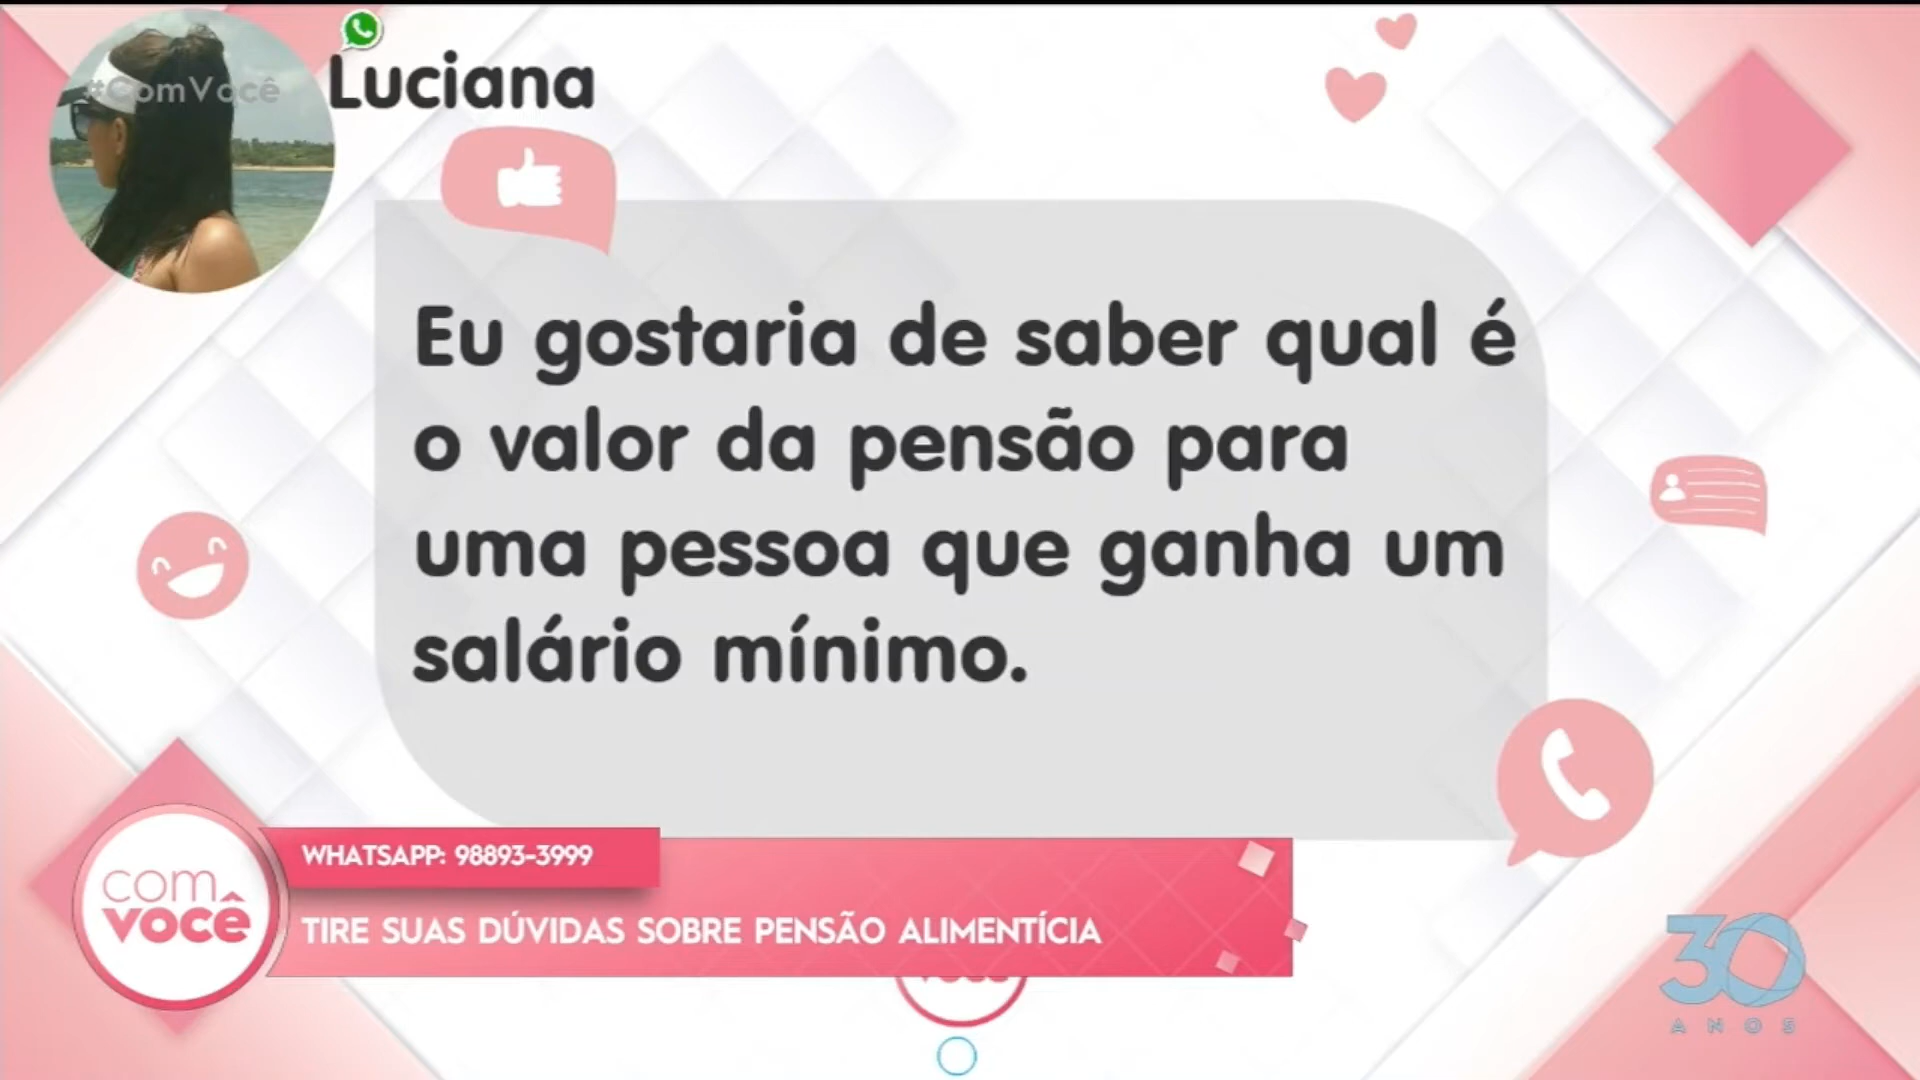 #ComVocê
Luciana
Eu gostaria de saber qual é
o valor da pensão para
uma pessoa que ganha um
salário mínimo.
WHATSAPP: 98893-3999
com
você
TIRE SUAS DÚVIDAS SOBRE PENSÃO ALIMENTÍCIA
30
ANOS